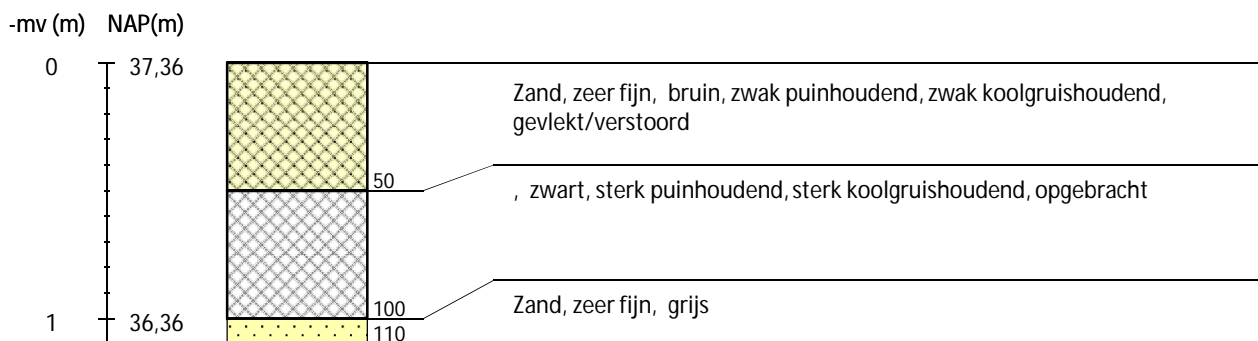 -mv (m) NAP(m)
0 37,36
Zand, zeer fijn, bruin, zwak puinhoudend, zwak koolgruishoudend,
gevlekt/verstoord
50
, zwart, sterk puinhoudend, sterk koolgruishoudend, opgebracht
100
Zand, zeer fijn, grijs
1 36,36
110